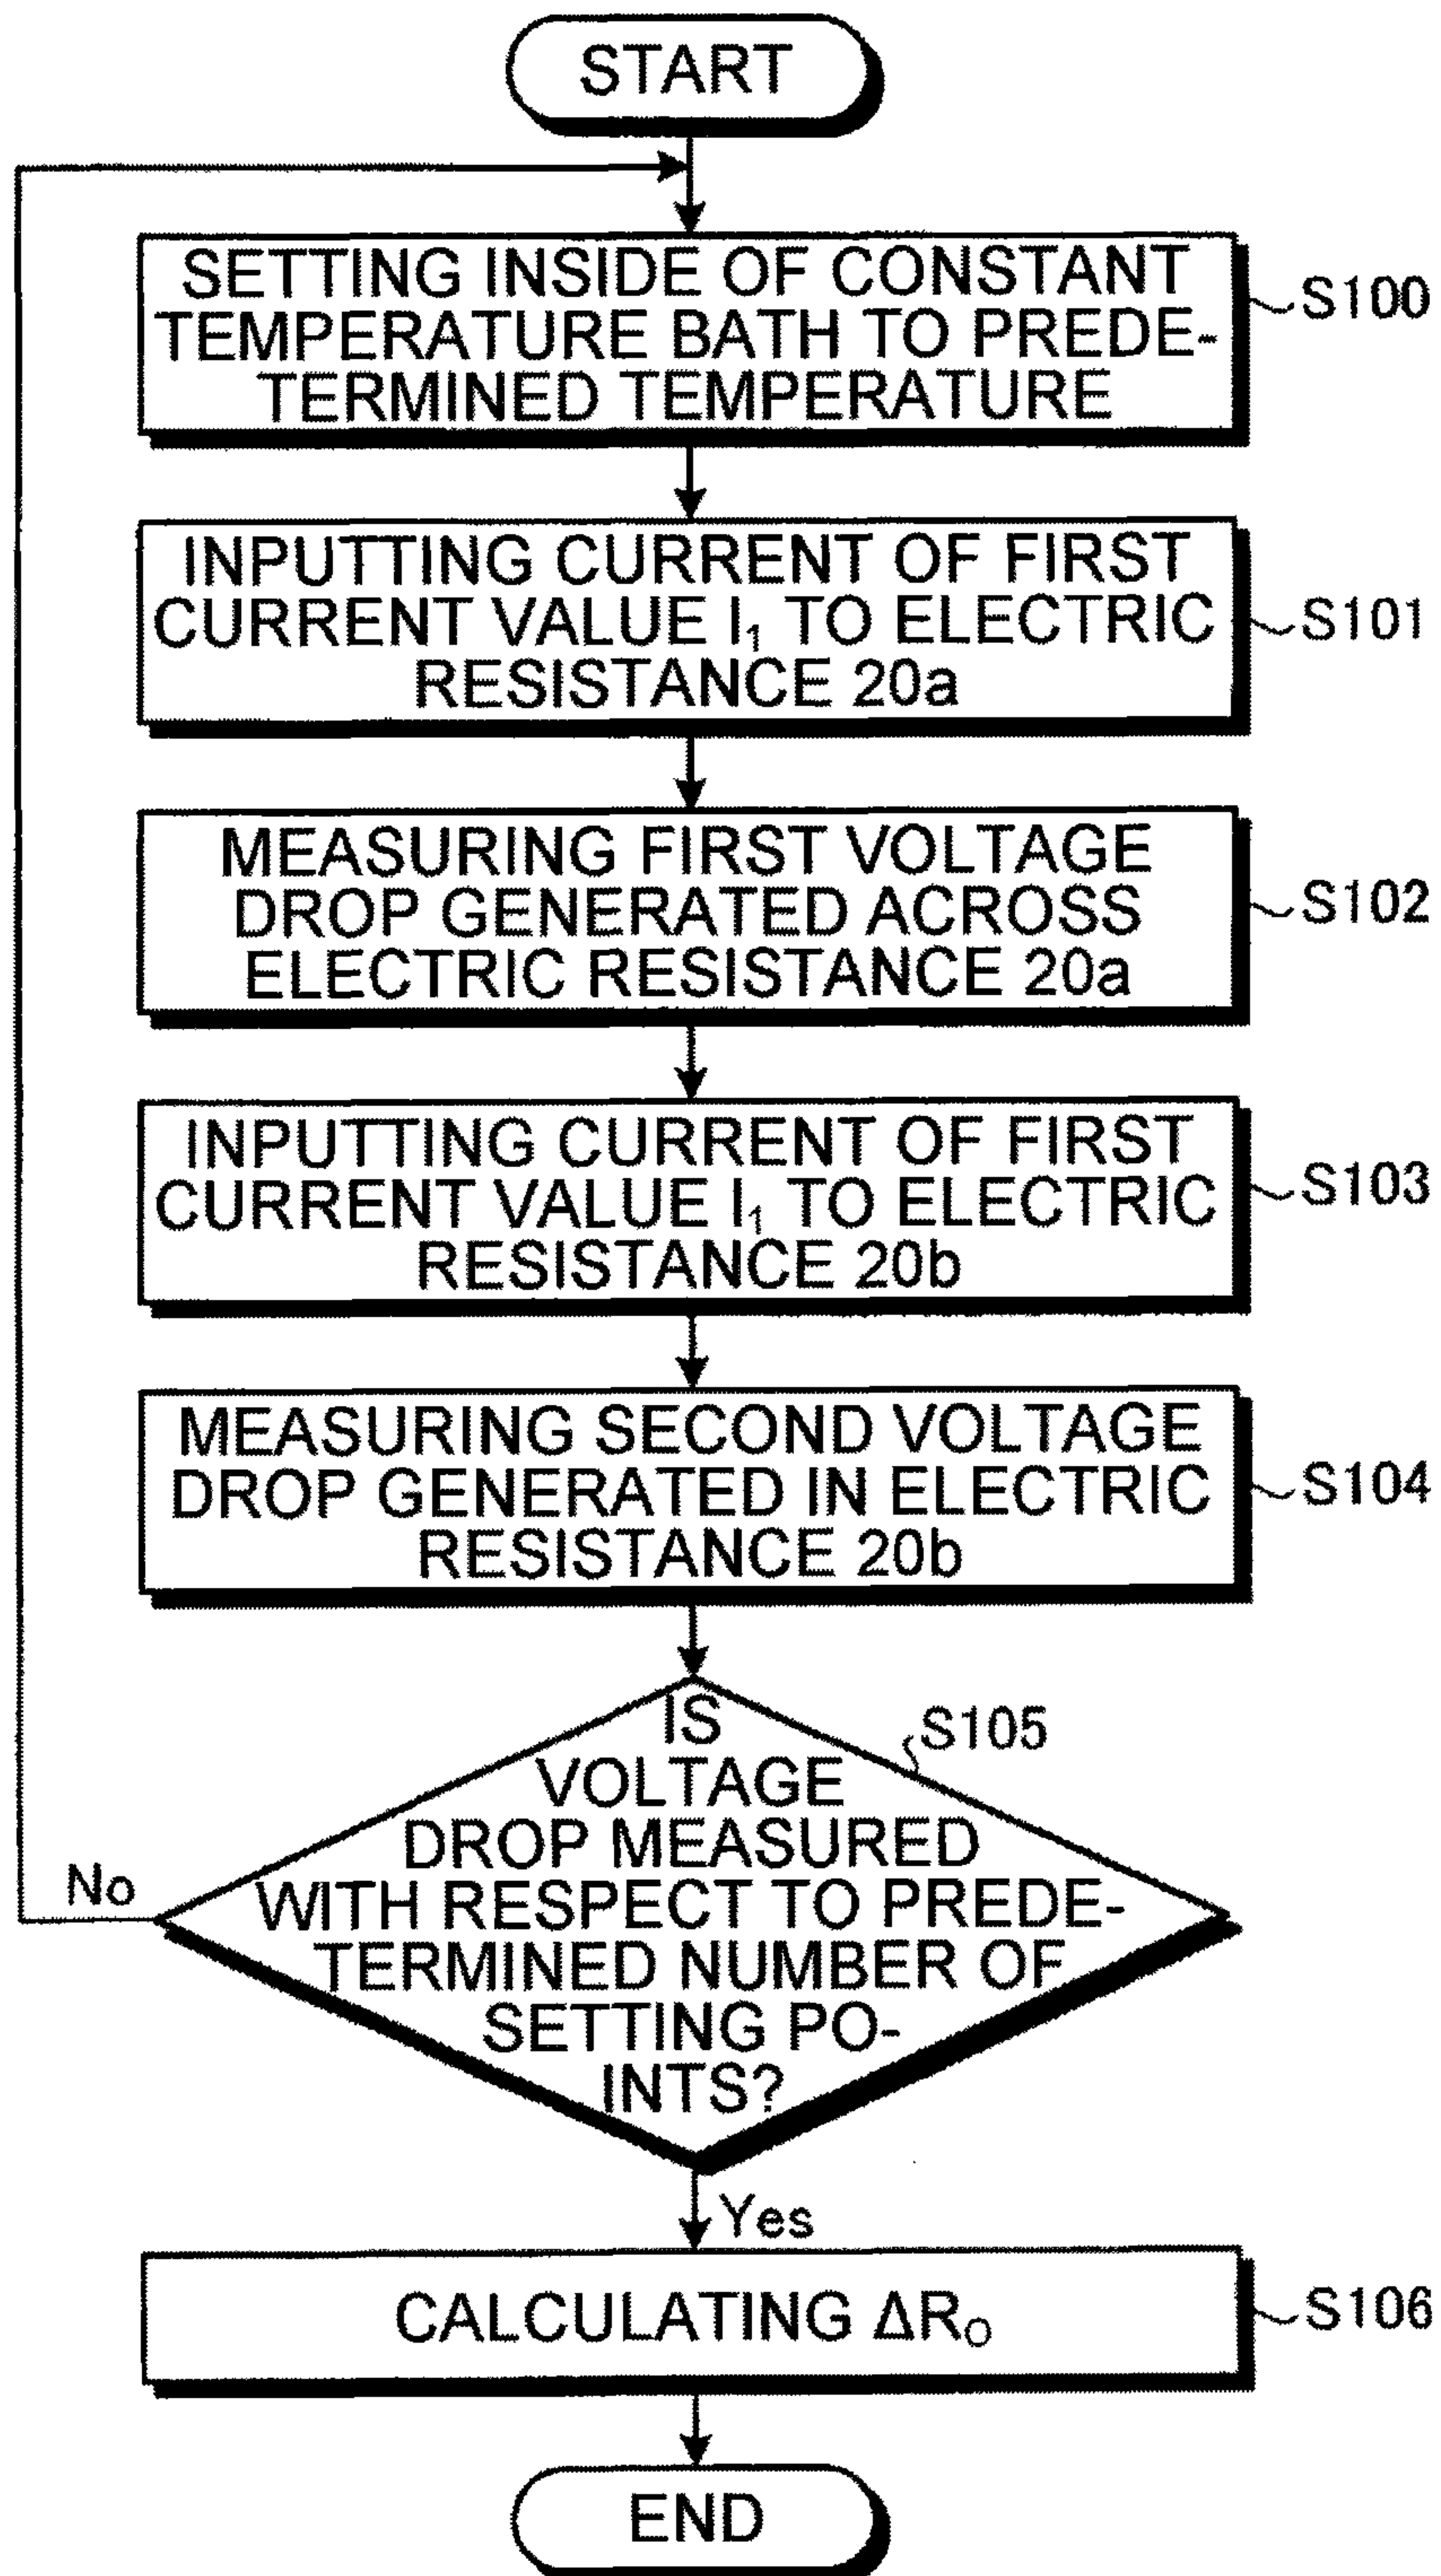 START
SETTING INSIDE OF CONSTANT
TEMPERATURE BATH TO PREDE-
TERMINED TEMPERATURE
S100
INPUTTING CURRENT OF FIRST
CURRENT VALUE I₁ TO ELECTRIC
RESISTANCE 20a
S101
MEASURING FIRST VOLTAGE
DROP GENERATED ACROSS
ELECTRIC RESISTANCE 20a
S102
INPUTTING CURRENT OF FIRST
CURRENT VALUE I₁ TO ELECTRIC
RESISTANCE 20b
S103
MEASURING SECOND VOLTAGE
DROP GENERATED IN ELECTRIC
RESISTANCE 20b
S104
IS
VOLTAGE
DROP MEASURED
WITH RESPECT TO PREDE-
TERMINED NUMBER OF
SETTING PO-
INTS?
S105
No
Yes
CALCULATING ΔR₀
S106
END